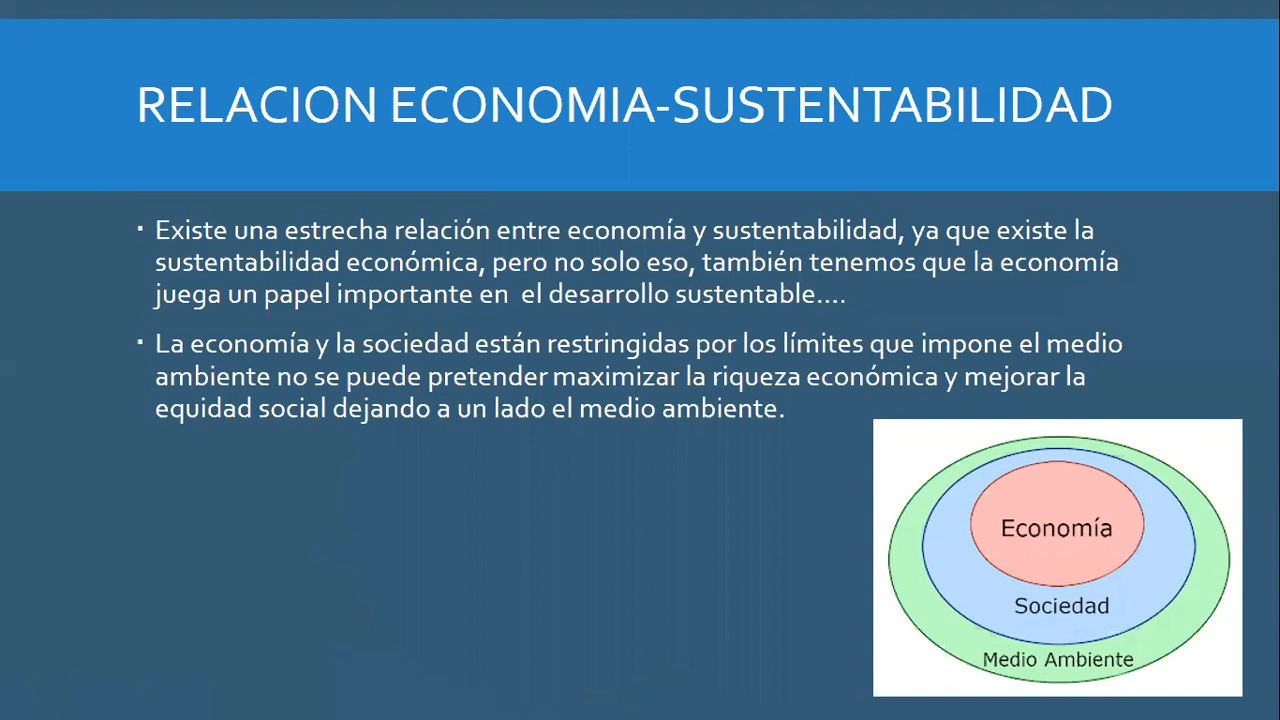 RELACION ECONOMIA-SUSTENTABILIDAD
▪ Existe una estrecha relación entre economía y sustentabilidad, ya que existe la
sustentabilidad económica, pero no solo eso, también tenemos que la economía
juega un papel importante en  el desarrollo sustentable....
▪ La economía y la sociedad están restringidas por los límites que impone el medio
ambiente no se puede pretender maximizar la riqueza económica y mejorar la
equidad social dejando a un lado el medio ambiente.
Economía
Sociedad
Medio Ambiente